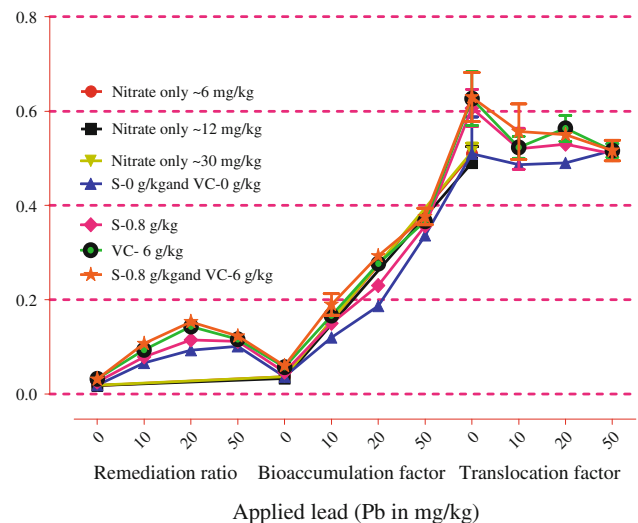 0.8
0.6
0.4
0.2
0.0
Nitrate only ~6 mg/kg
Nitrate only ~12 mg/kg
Nitrate only ~30 mg/kg
S-0 g/kgand VC-0 g/kg
S-0.8 g/kg
VC- 6 g/kg
S-0.8 g/kgand VC-6 g/kg
0 10 20 50 0 10 20 50 0 10 20 50
Remediation ratio Bioaccumulation factor Translocation factor
Applied lead (Pb in mg/kg)